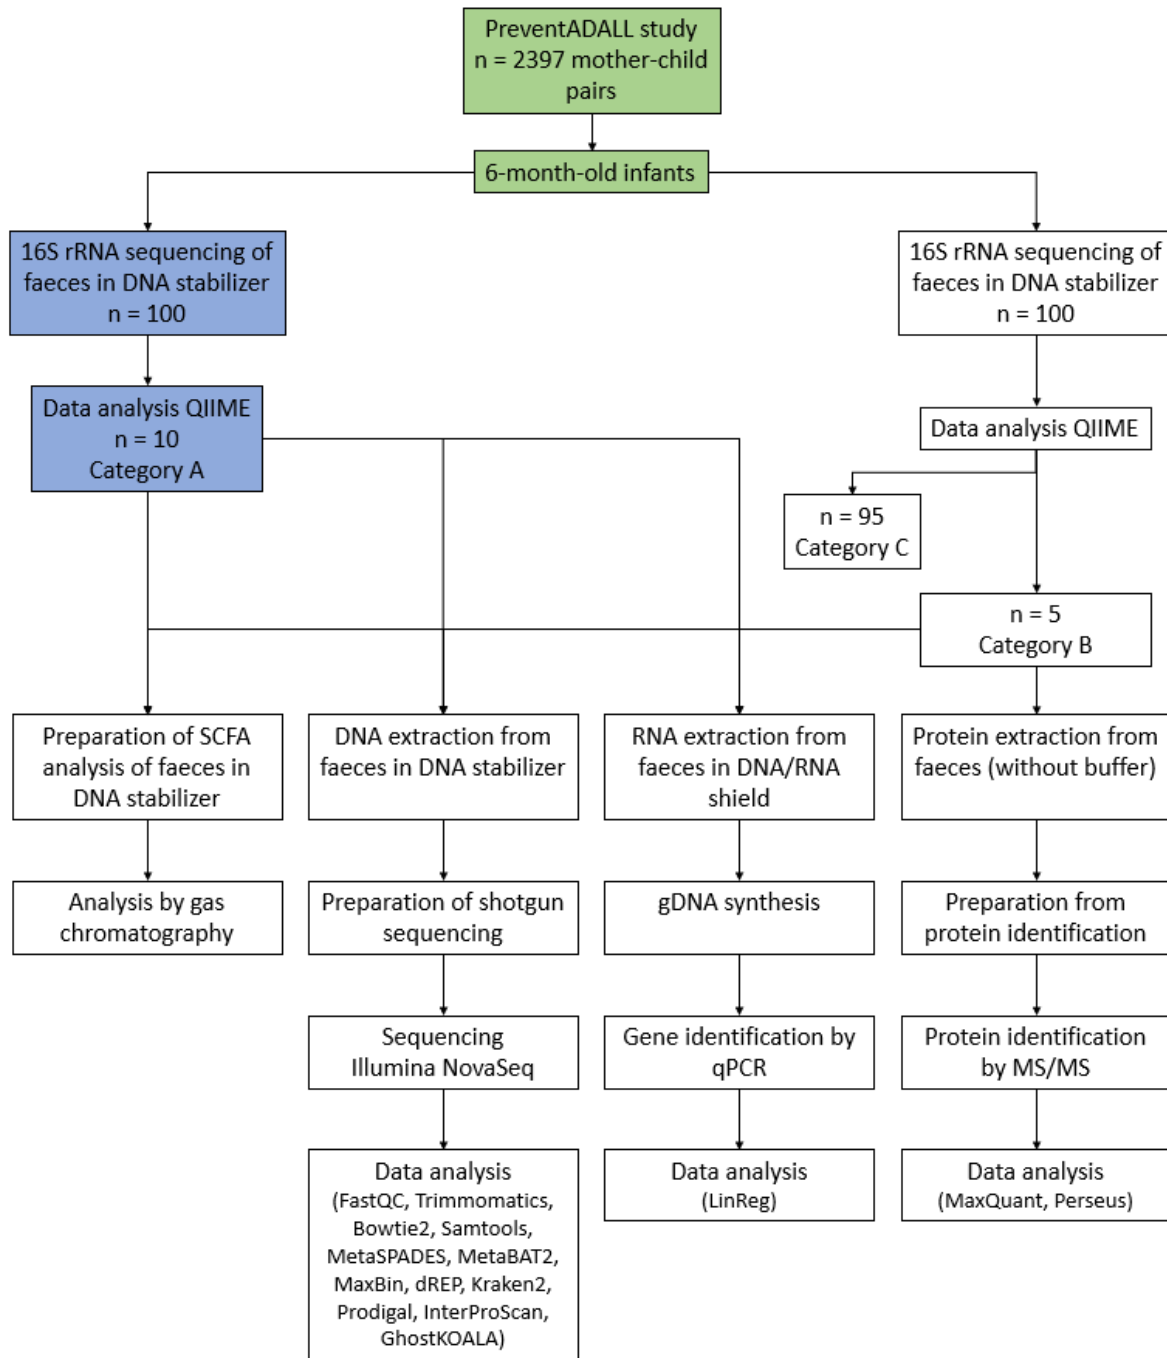 PreventADALL study
n = 2397 mother-child
pairs
6-month-old infants
16S rRNA sequencing of
faeces in DNA stabilizer
n = 100
16S rRNA sequencing of
faeces in DNA stabilizer
n = 100
Data analysis QIIME
n = 10
Category A
Data analysis QIIME
n = 95
Category C
n = 5
Category B
Preparation of SCFA
analysis of faeces in
DNA stabilizer
DNA extraction from
faeces in DNA stabilizer
RNA extraction from
faeces in DNA/RNA
shield
Protein extraction from
faeces (without buffer)
Analysis by gas
chromatography
Preparation of shotgun
sequencing
gDNA synthesis
Preparation from
protein identification
Sequencing
Illumina NovaSeq
Gene identification by
qPCR
Protein identification
by MS/MS
Data analysis
(FastQC, Trimmomatics,
Bowtie2, Samtools,
MetaSPADES, MetaBAT2,
MaxBin, dREP, Kraken2,
Prodigal, InterProScan,
GhostKOALA)
Data analysis
(LinReg)
Data analysis
(MaxQuant, Perseus)